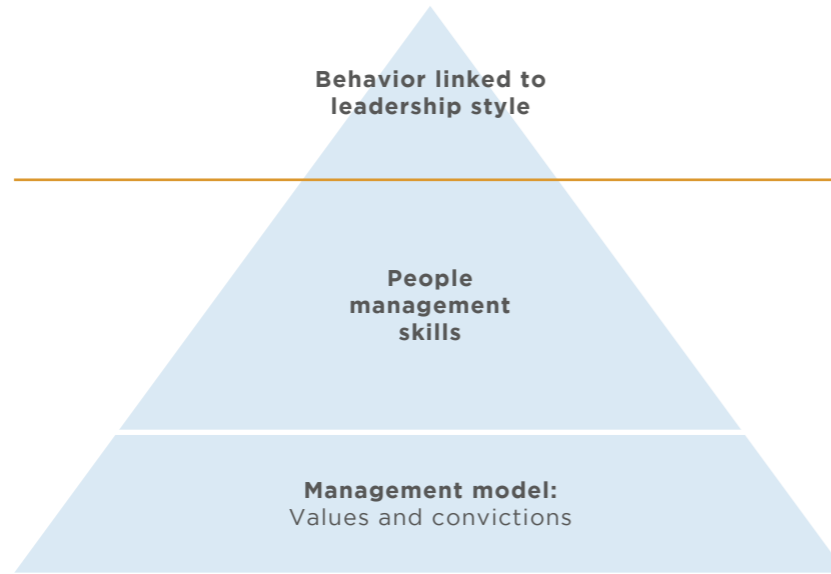 Behavior linked to
leadership style
People
management
skills
Management model:
Values and convictions